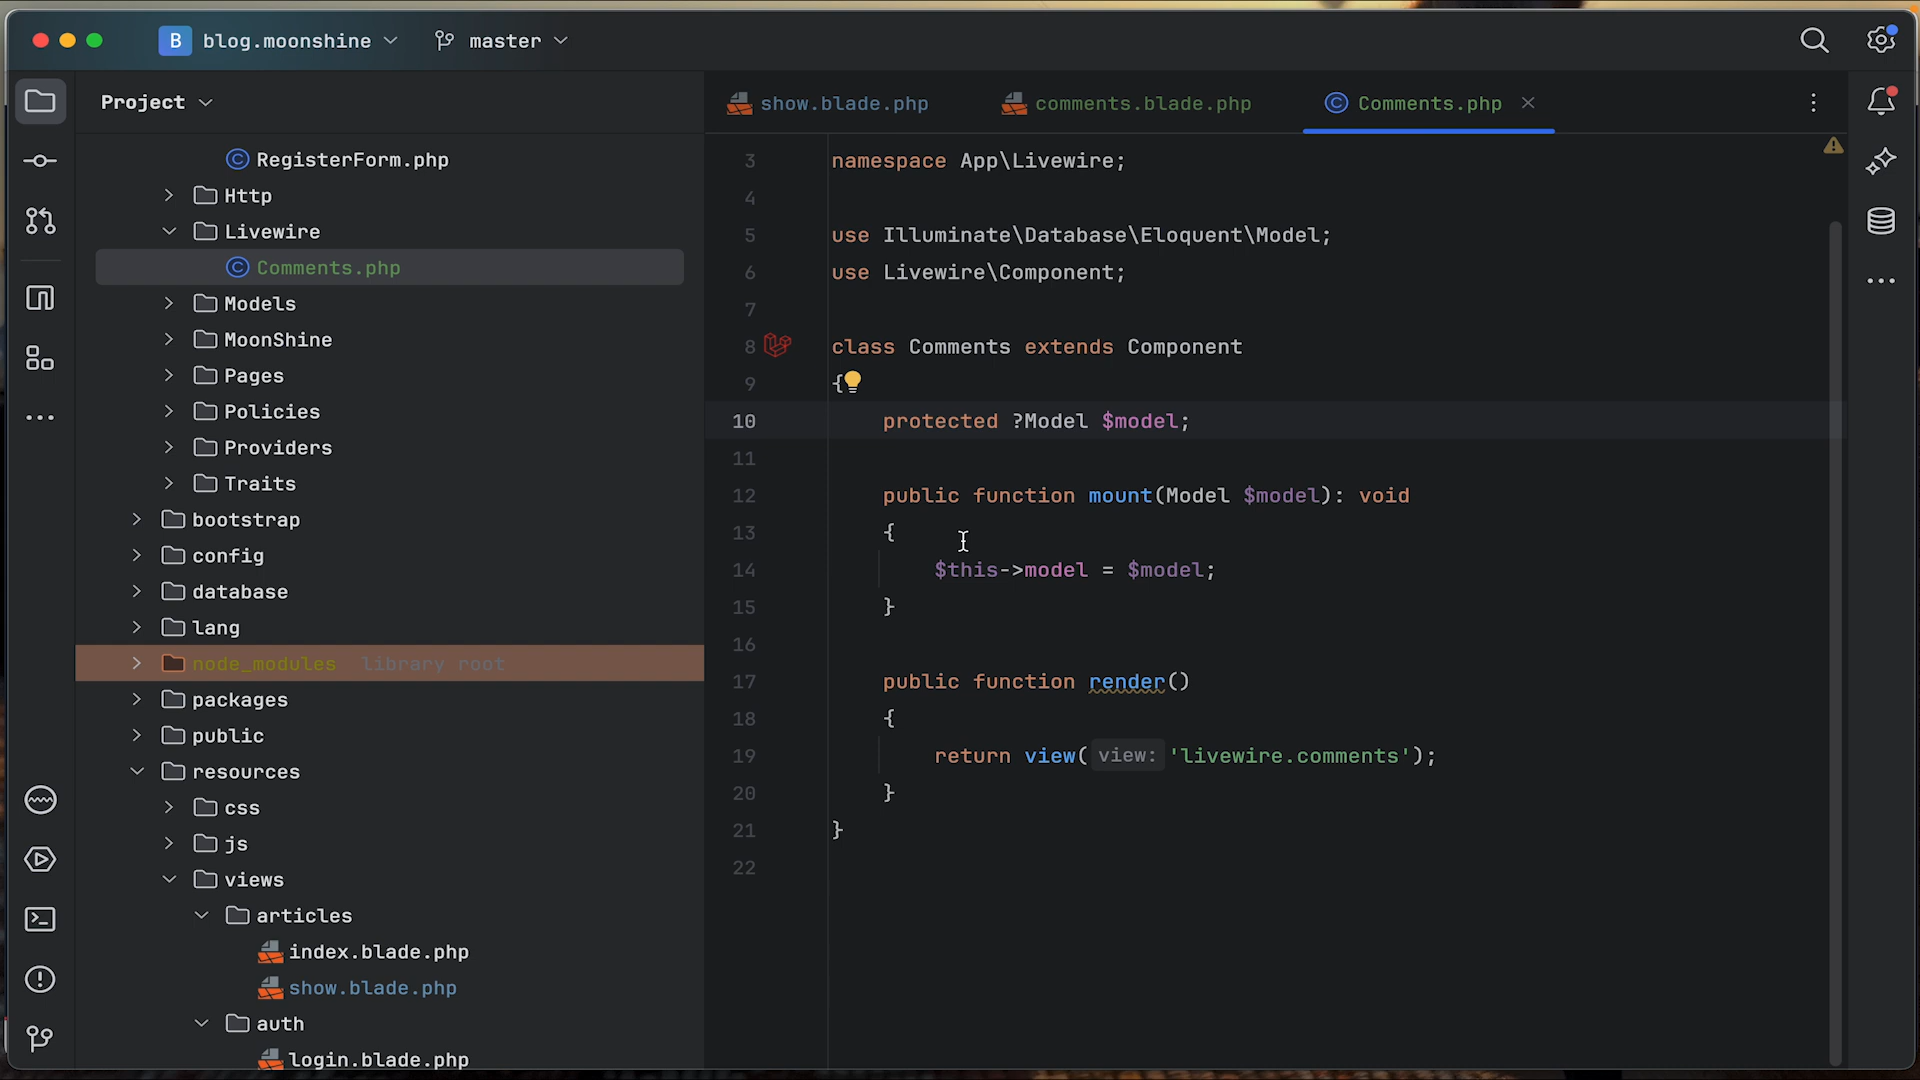 B blog.moonshine master
Project
RegisterForm.php
Http
Livewire
Comments.php
Models
MoonShine
Pages
Policies
Providers
Traits
bootstrap
config
database
lang
node_modules library root
packages
public
resources
css
js
views
articles
index.blade.php
show.blade.php
auth
login.blade.php
show.blade.php comments.blade.php Comments.php
3 namespace App\Livewire;
4
5 use Illuminate\Database\Eloquent\Model;
6 use Livewire\Component;
7
8 class Comments extends Component
9 {
10 protected ?Model $model;
11
12 public function mount(Model $model): void
13 {
14 $this->model = $model;
15 }
16
17 public function render()
18 {
19 return view( view: 'livewire.comments');
20 }
21 }
22